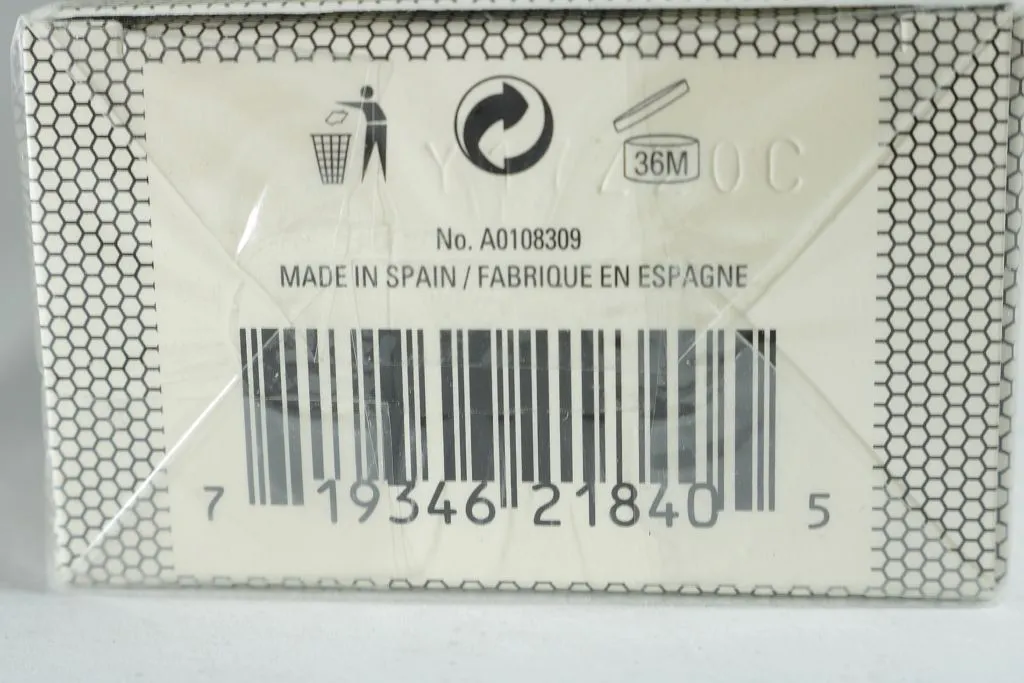 36M
No. A0108309
MADE IN SPAIN / FABRIQUE EN ESPAGNE
7 19346 21840 5